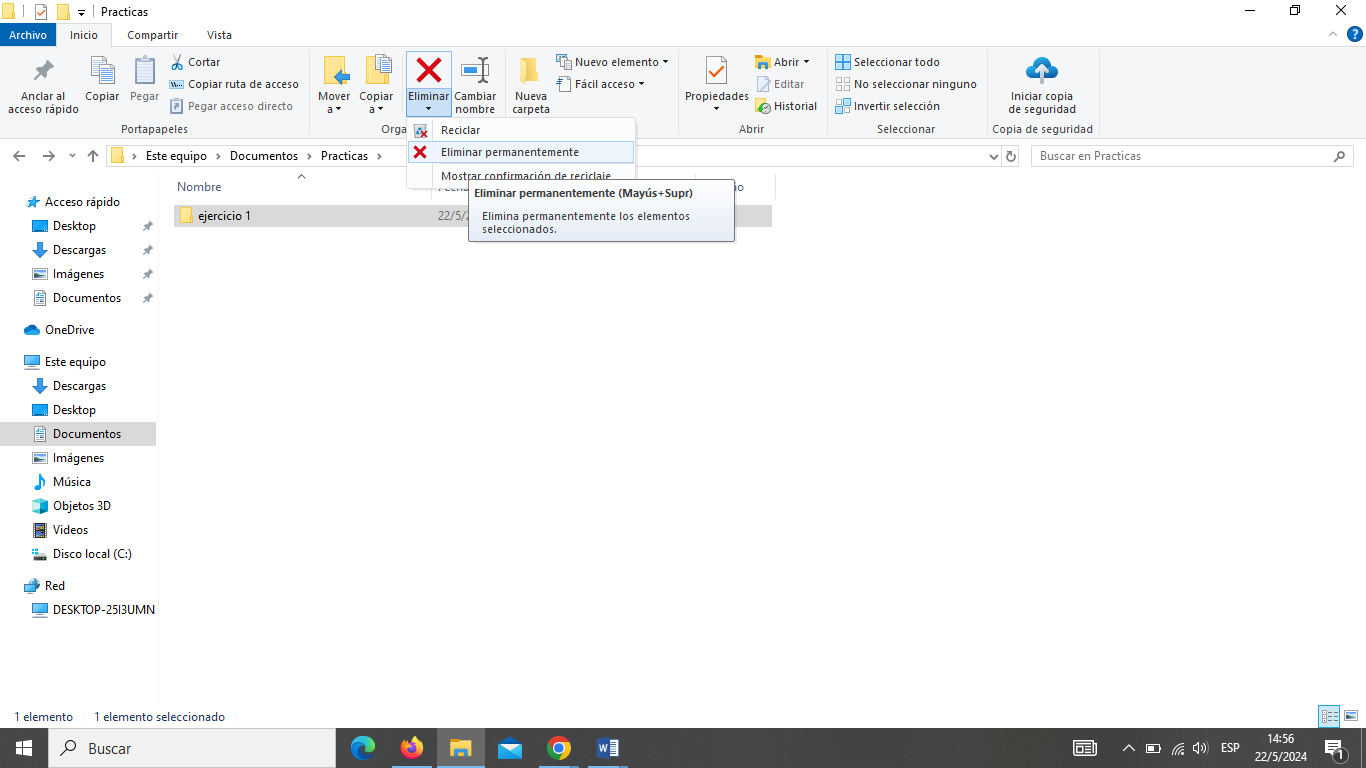 Practicas
Archivo Inicio Compartir Vista
Anclar al acceso rápido
Copiar
Pegar
Cortar
Copiar ruta de acceso
Pegar acceso directo
Portapapeles
Mover a
Copiar a
Eliminar
Cambiar nombre
Orga
Nueva carpeta
Nuevo elemento
Fácil acceso
Propiedades
Abrir
Editar
Historial
Abrir
Seleccionar todo
No seleccionar ninguno
Invertir selección
Seleccionar
Iniciar copia de seguridad
Copia de seguridad
Reciclar
Eliminar permanentemente
Mostrar confirmación de reciclaje
Eliminar permanentemente (Mayús+Supr)
Elimina permanentemente los elementos
seleccionados.
Este equipo Documentos Practicas
Buscar en Practicas
Nombre
ejercicio 1 22/5/2
Acceso rápido
Desktop
Descargas
Imágenes
Documentos
OneDrive
Este equipo
Descargas
Desktop
Documentos
Imágenes
Música
Objetos 3D
Videos
Disco local (C:)
Red
DESKTOP-25I3UMN
1 elemento 1 elemento seleccionado
Buscar
ESP
14:56
22/5/2024
1